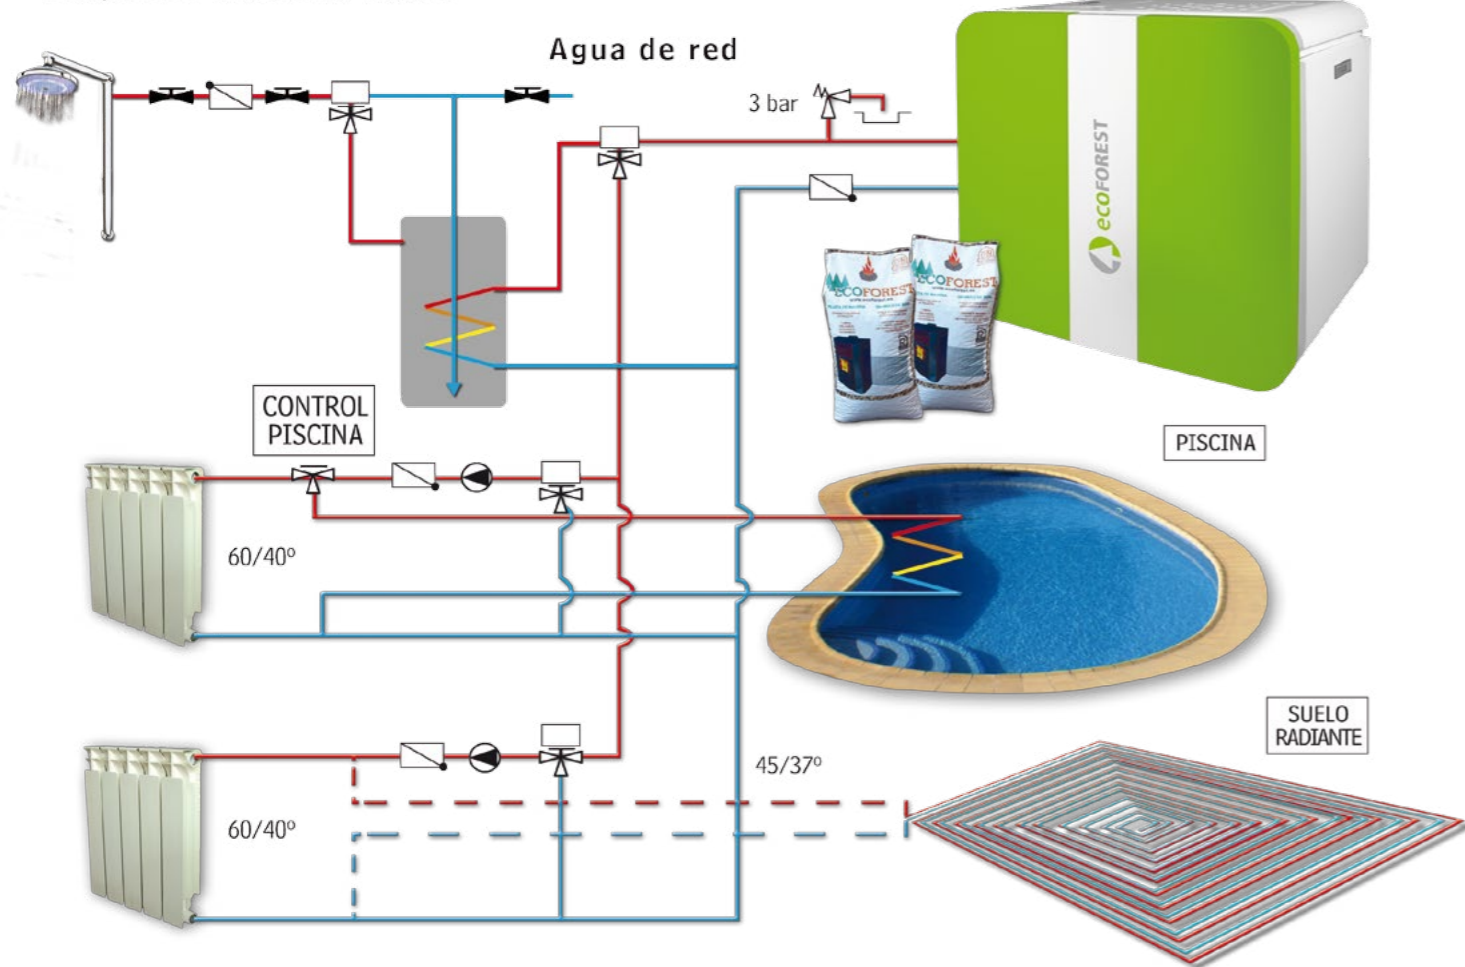 Agua de red
3 bar
ecoFOREST
ECOFOREST
ECOFOREST
CONTROL
PISCINA
PISCINA
60/40º
SUELO
RADIANTE
45/37º
60/40º